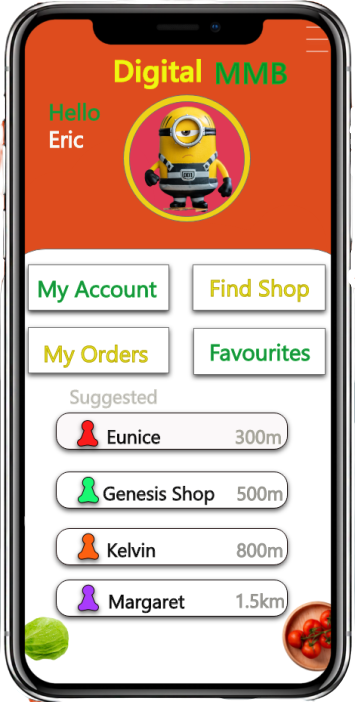 Digital MMB
Hello
Eric
My Account
Find Shop
My Orders
Favourites
Suggested
Eunice 300m
Genesis Shop 500m
Kelvin 800m
Margaret 1.5km